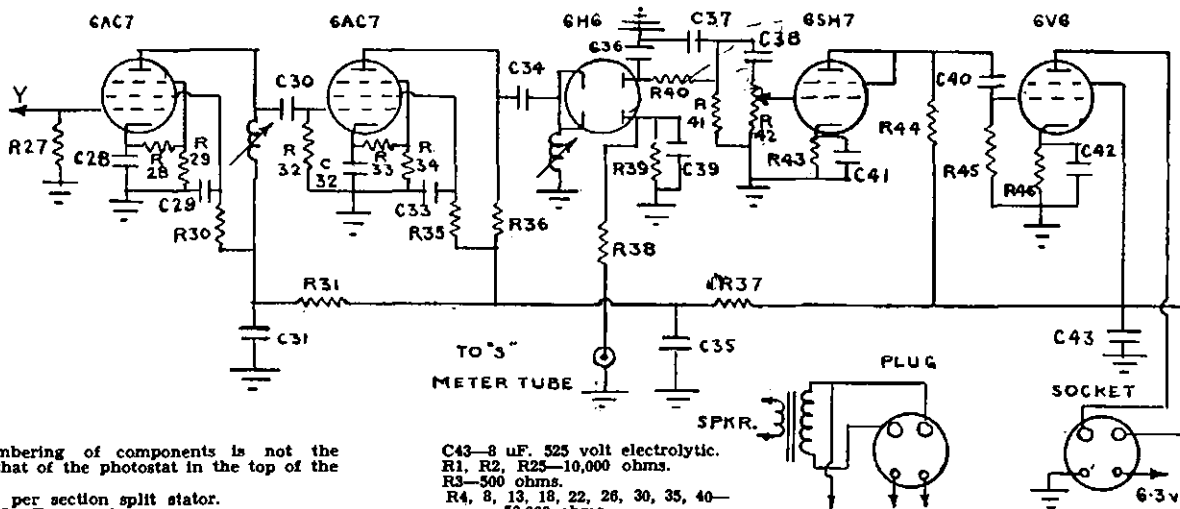 6AC7
6AC7
6H6
6SH7
6V6
Y
R27
C28
R
28
R
29
C29
R30
C30
R
32
C
32
R
33
R
34
C33
R35
R36
C34
C36
C37
C38
R40
R
41
R
42
R39
C39
R38
R43
C41
R44
C40
R45
R46
C42
R31
R37
C31
C35
C43
TO "S"
METER TUBE
SPKR.
PLUG
SOCKET
6·3 v
mbering of components is not the
hat of the photostat in the top of the
per section split stator.
C43—8 uF. 525 volt electrolytic.
R1, R2, R25—10,000 ohms.
R3—500 ohms.
R4, 8, 13, 18, 22, 26, 30, 35, 40—